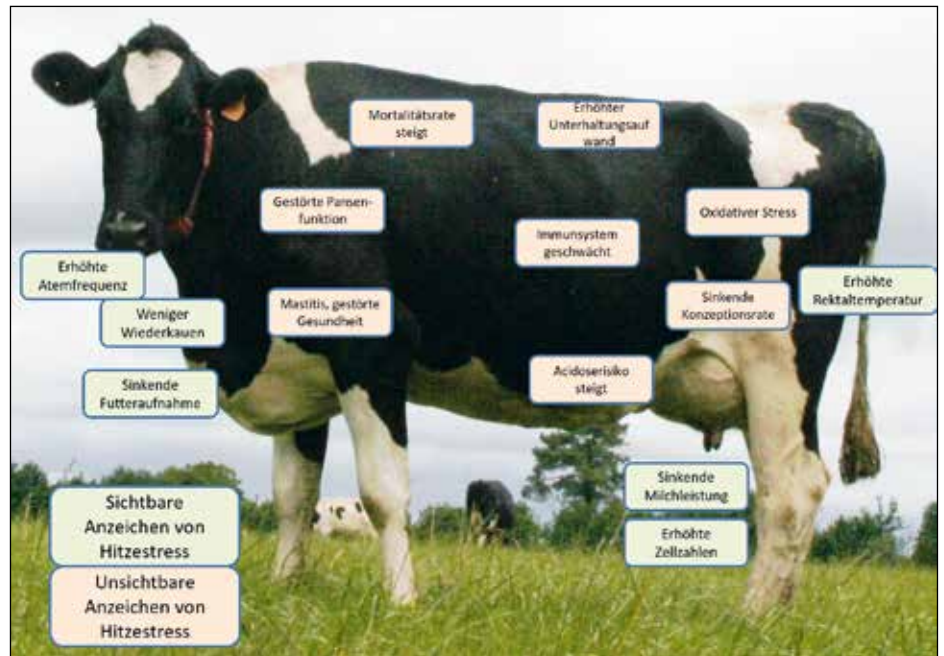 Mortalitätsrate
steigt
Erhöhter
Unterhaltungsauf
wand
Gestörte Pansen-
funktion
Oxidativer Stress
Immunsystem
geschwächt
Erhöhte
Atemfrequenz
Erhöhte
Rektaltemperatur
Weniger
Wiederkauen
Mastitis, gestörte
Gesundheit
Sinkende
Konzeptionsrate
Sinkende
Futteraufnahme
Acidoserisiko
steigt
Sinkende
Milchleistung
Erhöhte
Zellzahlen
Sichtbare
Anzeichen von
Hitzestress
Unsichtbare
Anzeichen von
Hitzestress